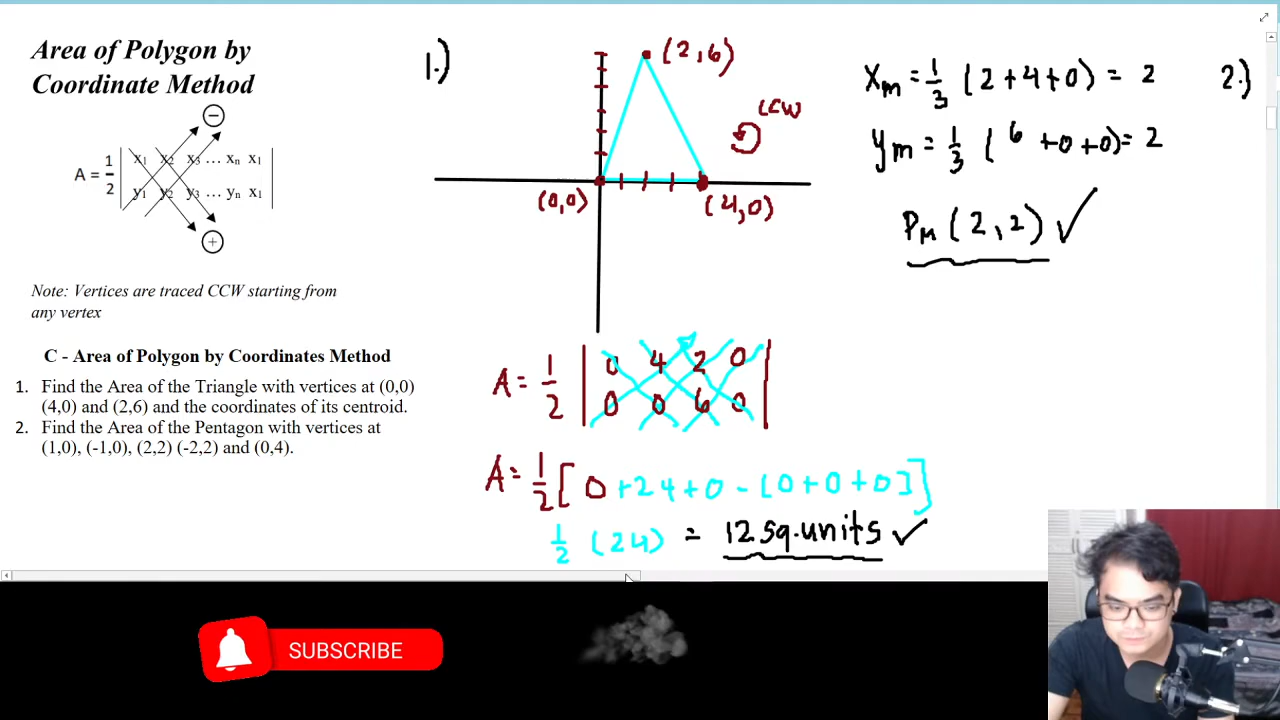 Area of Polygon by
Coordinate Method
−
A = 1/2 | x1 x2 x3 ... xn x1 |
y1 y2 y3 ... yn x1
+
Note: Vertices are traced CCW starting from
any vertex
C - Area of Polygon by Coordinates Method
1. Find the Area of the Triangle with vertices at (0,0)
(4,0) and (2,6) and the coordinates of its centroid.
2. Find the Area of the Pentagon with vertices at
(1,0), (-1,0), (2,2) (-2,2) and (0,4).
1.)
(2,6)
CCW
(0,0)
(4,0)
A = 1/2 | 0 4 2 0 |
0 0 6 0
A = 1/2 [ 0 +24+0 - (0+0+0) ]
1/2 (24) = 12 sq.units ✓
xm = 1/3 (2+4+0) = 2
ym = 1/3 ( 6 +0+0) = 2
PM (2,2) ✓
2.)
SUBSCRIBE